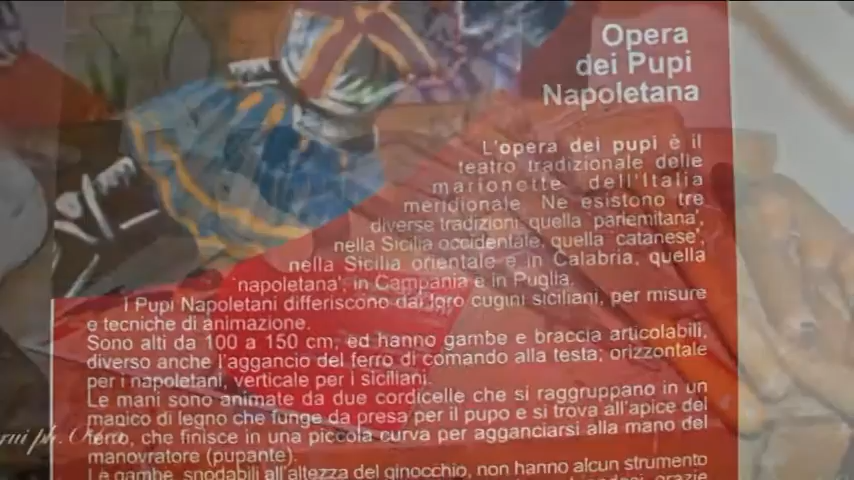 Opera
dei Pupi
Napoletana
L'opera dei pupi è il
teatro tradizionale delle
marionette dell'Italia
meridionale. Ne esistono tre
diverse tradizioni, quella 'parlemitana',
nella Sicilia occidentale, quella 'catanese',
nella Sicilia orientale e in Calabria, quella
'napoletana', in Campania e in Puglia.
I Pupi Napoletani differiscono dai loro cugini siciliani, per misure
e tecniche di animazione.
Sono alti da 100 a 150 cm, ed hanno gambe e braccia articolabili,
diverso anche l'aggancio del ferro di comando alla testa; orizzontale
per i napoletani, verticale per i siciliani.
Le mani sono animate da due cordicelle che si raggruppano in un
manico di legno che funge da presa per il pupo e si trova all'apice del
ferro, che finisce in una piccola curva per agganciarsi alla mano del
manovratore (pupante).
Le gambe, snodabili all'altezza del ginocchio, non hanno alcun strumento
grazie